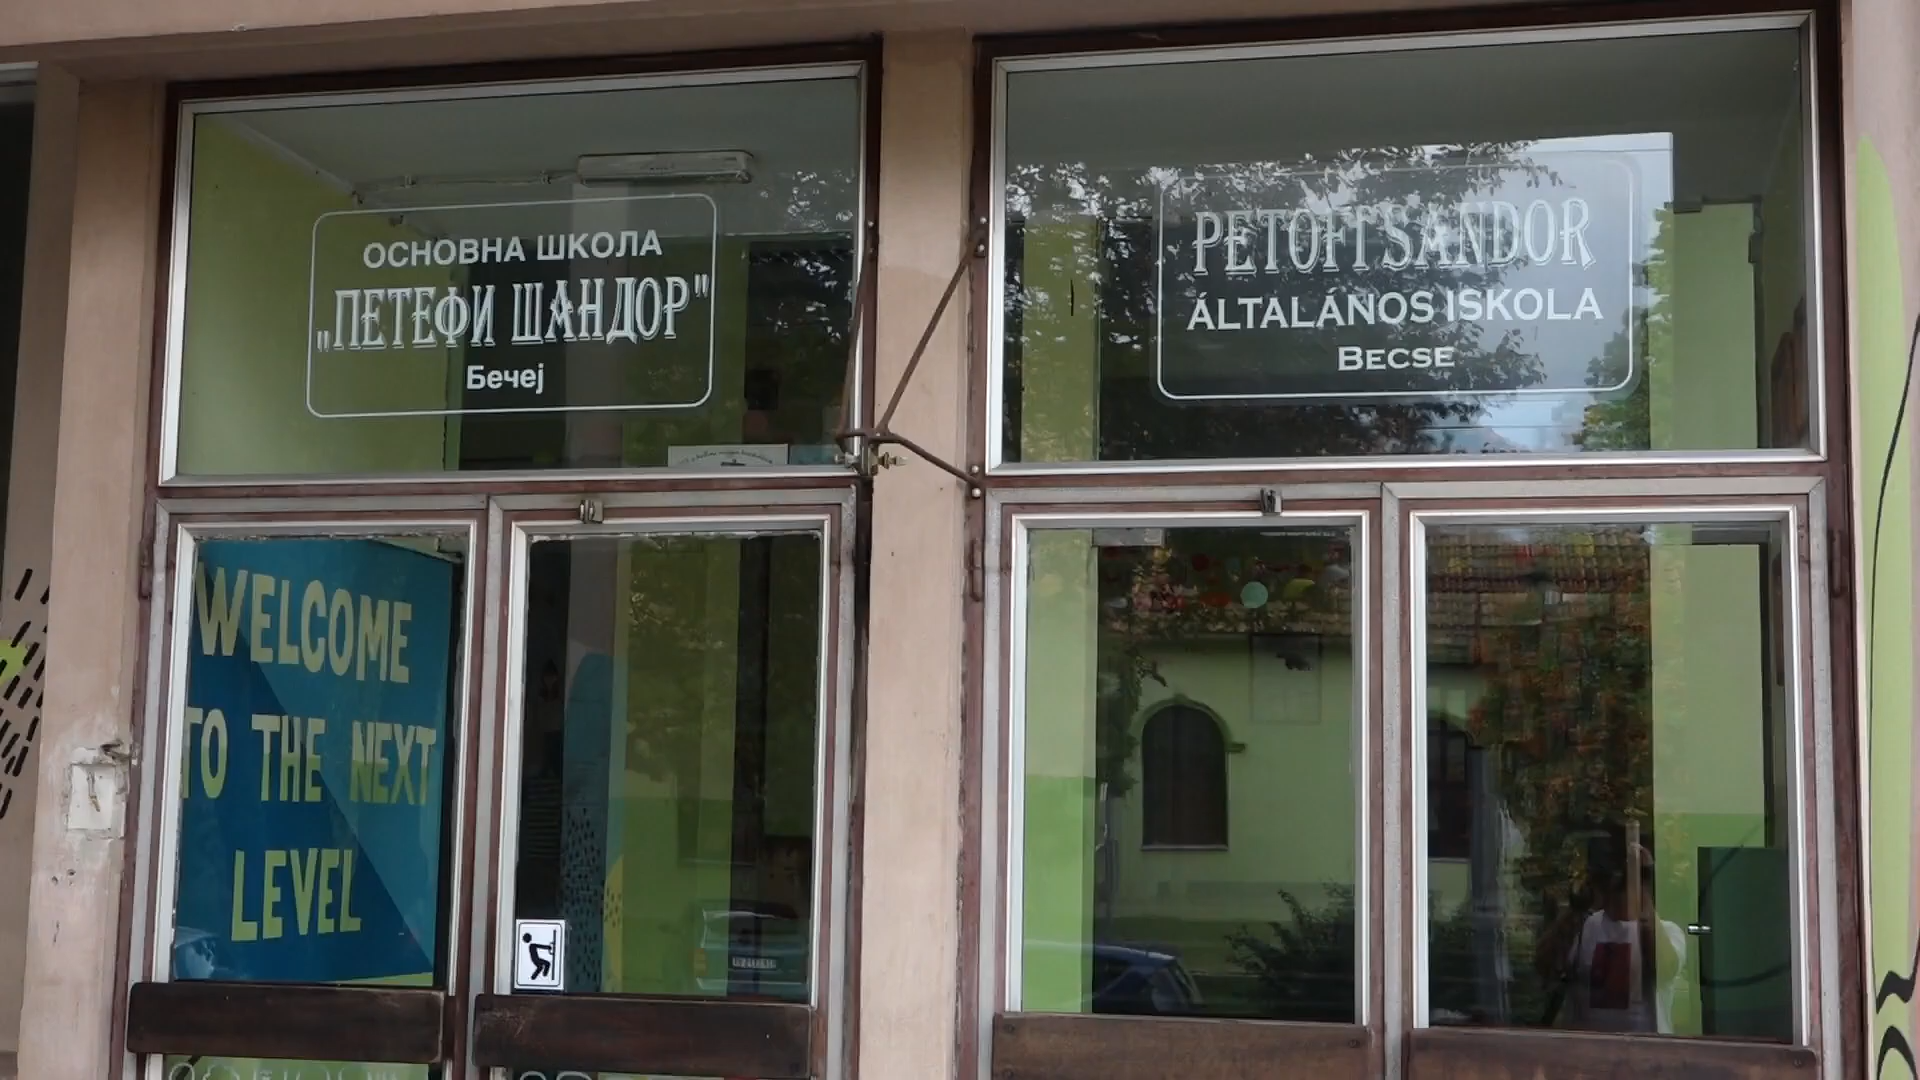 ОСНОВНА ШКОЛА
„ПЕТЕФИ ШАНДОР"
Бечеј
PETŐFI SÁNDOR
ÁLTALÁNOS ISKOLA
BECSE
WELCOME
TO THE NEXT
LEVEL